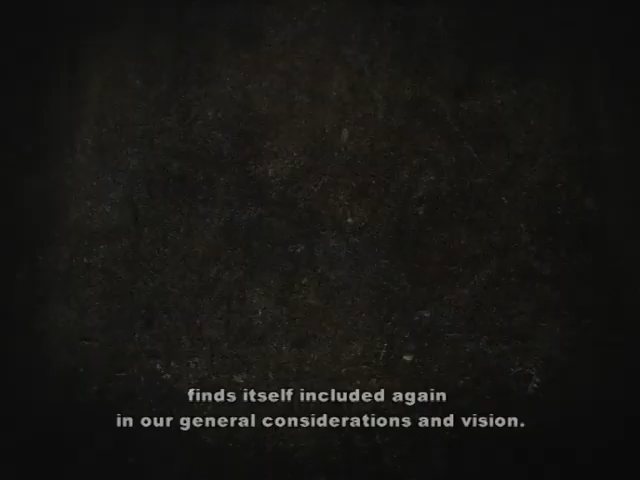 finds itself included again
in our general considerations and vision.